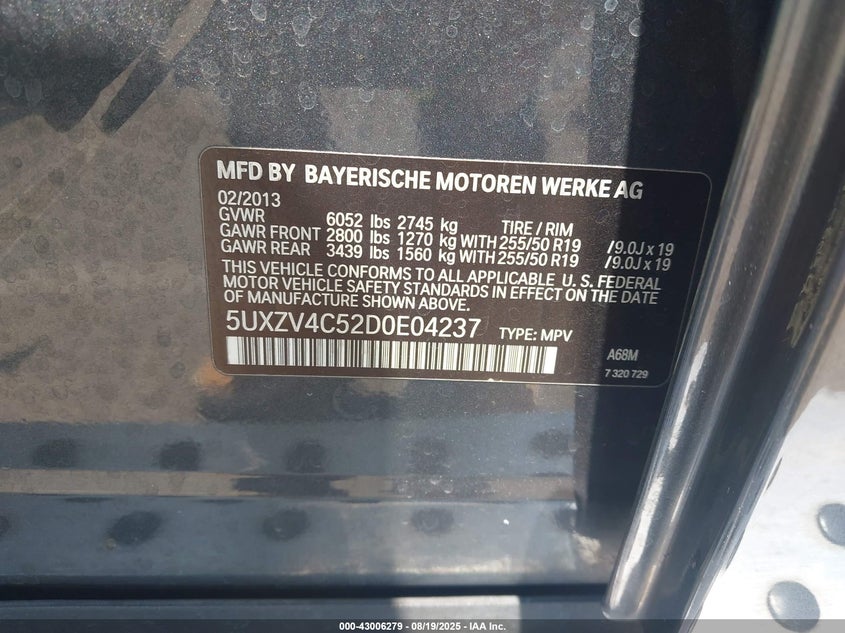 MFD BY BAYERISCHE MOTOREN WERKE AG
02/2013
GVWR 6052 lbs 2745 kg TIRE / RIM
GAWR FRONT 2800 lbs 1270 kg WITH 255/50 R19 /9.0J x 19
GAWR REAR 3439 lbs 1560 kg WITH 255/50 R19 /9.0J x 19
THIS VEHICLE CONFORMS TO ALL APPLICABLE U. S. FEDERAL
MOTOR VEHICLE SAFETY STANDARDS IN EFFECT ON THE
DATE OF MANUFACTURE SHOWN ABOVE.
5UXZV4C52D0E04237 TYPE: MPV
A68M
7 320 729
000-43006279 - 08/19/2025 - IAA Inc.